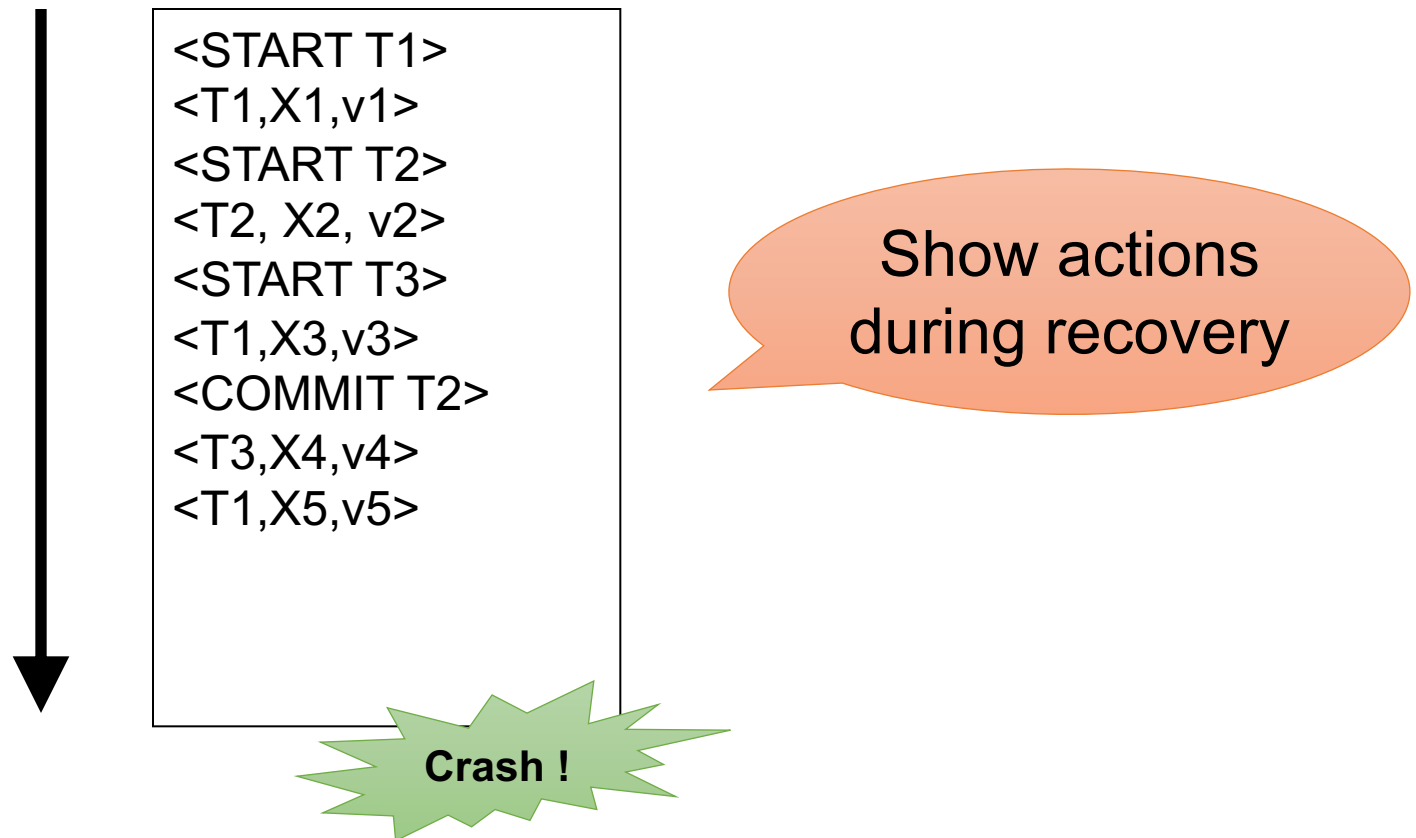 <START T1>
<T1,X1,v1>
<START T2>
<T2, X2, v2>
<START T3>
<T1,X3,v3>
<COMMIT T2>
<T3,X4,v4>
<T1,X5,v5>
Show actions
during recovery
Crash !